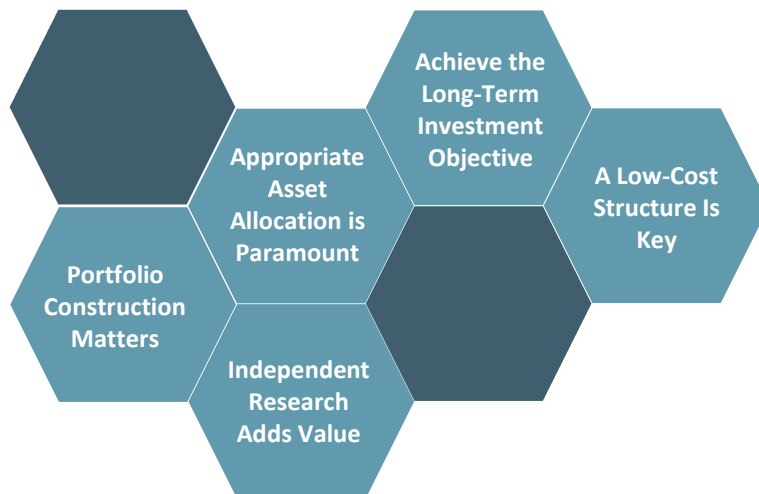 Achieve the
Long-Term
Investment
Objective
Appropriate
Asset
Allocation is
Paramount
A Low-Cost
Structure Is
Key
Portfolio
Construction
Matters
Independent
Research
Adds Value